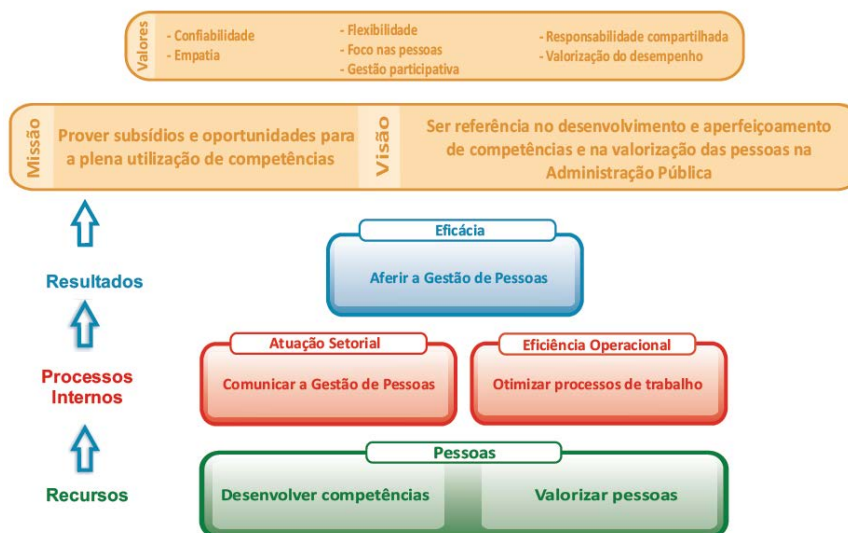 Valores
- Confiabilidade
- Empatia
- Flexibilidade
- Foco nas pessoas
- Gestão participativa
- Responsabilidade compartilhada
- Valorização do desempenho
Missão
Prover subsídios e oportunidades para
a plena utilização de competências
Visão
Ser referência no desenvolvimento e aperfeiçoamento
de competências e na valorização das pessoas na
Administração Pública
Resultados
Eficácia
Aferir a Gestão de Pessoas
Processos
Internos
Atuação Setorial
Comunicar a Gestão de Pessoas
Eficiência Operacional
Otimizar processos de trabalho
Recursos
Pessoas
Desenvolver competências
Valorizar pessoas